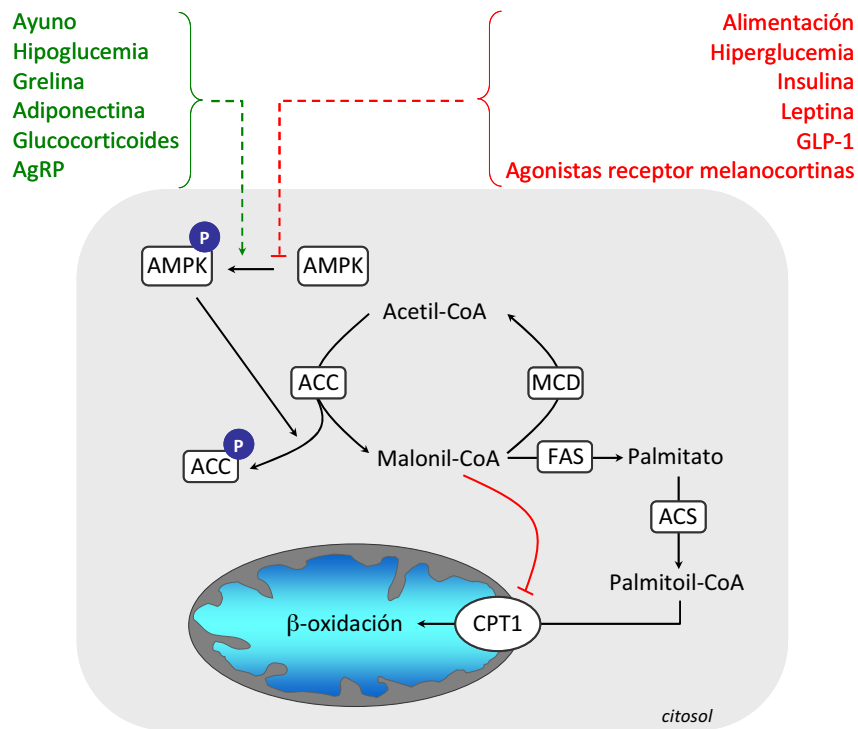 Ayuno
Hipoglucemia
Grelina
Adiponectina
Glucocorticoides
AgRP
Alimentación
Hiperglucemia
Insulina
Leptina
GLP-1
Agonistas receptor melanocortinas
P
AMPK
AMPK
Acetil-CoA
ACC
MCD
P
ACC
Malonil-CoA
FAS
Palmitato
ACS
Palmitoil-CoA
β-oxidación
CPT1
citosol